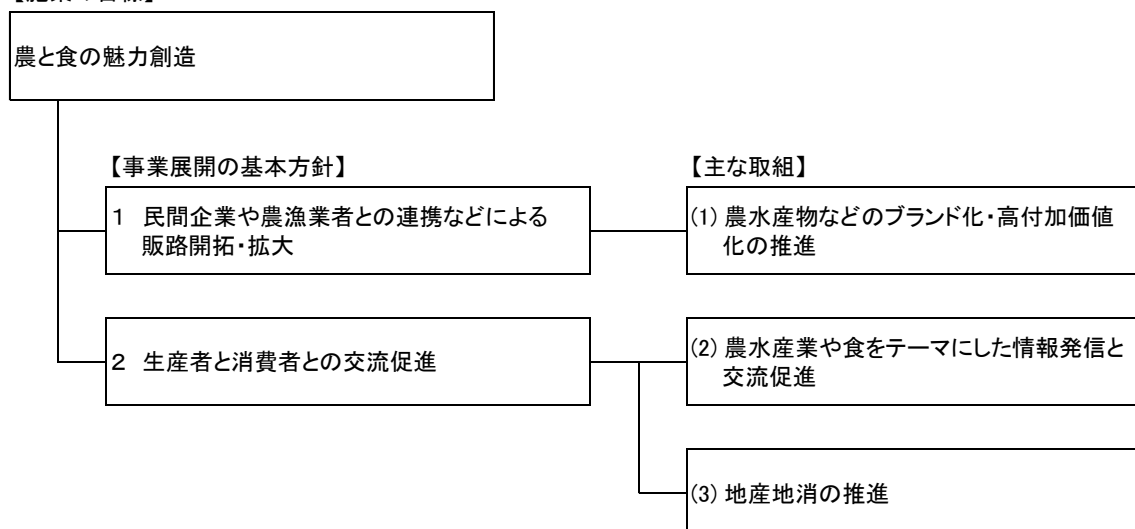 農と食の魅力創造
【事業展開の基本方針】
【主な取組】
1 民間企業や農漁業者との連携などによる
販路開拓・拡大
(1) 農水産物などのブランド化・高付加価値
化の推進
2 生産者と消費者との交流促進
(2) 農水産業や食をテーマにした情報発信と
交流促進
(3) 地産地消の推進